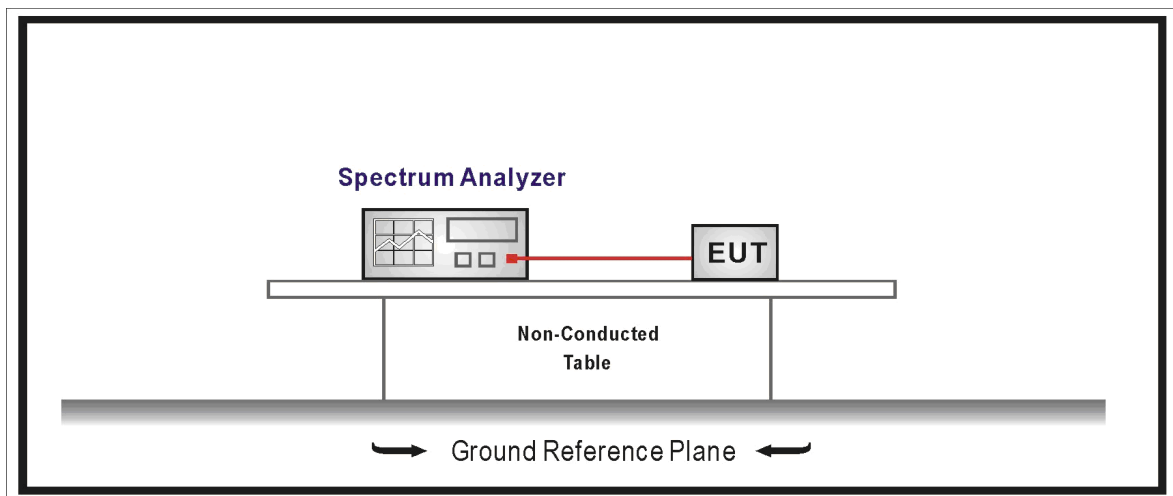 Spectrum Analyzer
EUT
Non-Conducted
Table
Ground Reference Plane